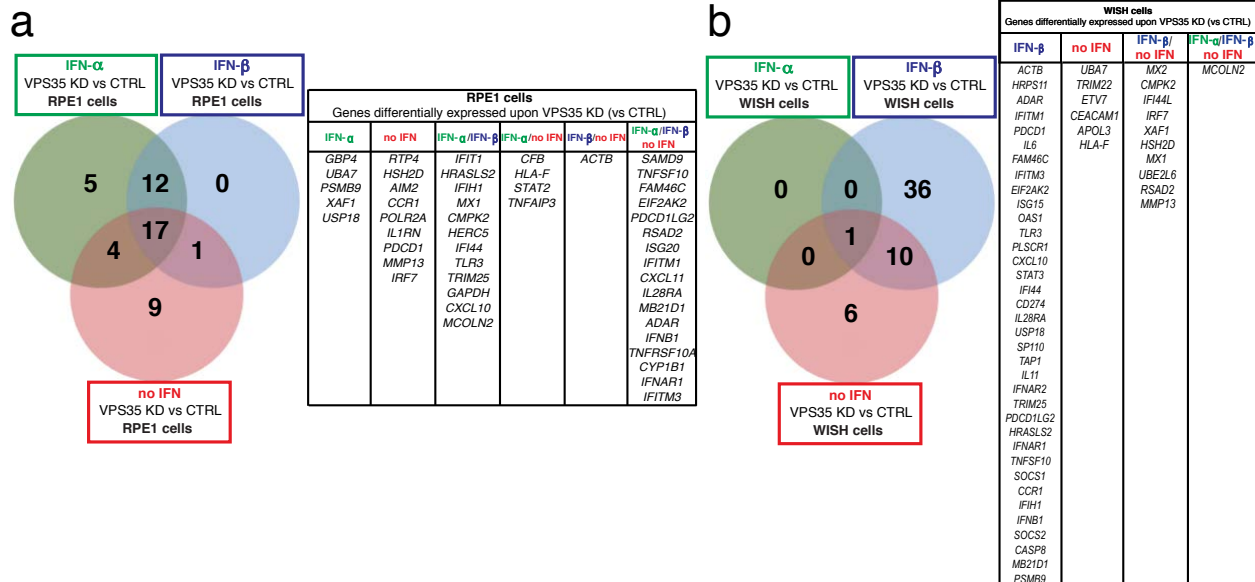 a
IFN-α
VPS35 KD vs CTRL
RPE1 cells
IFN-β
VPS35 KD vs CTRL
RPE1 cells
5
12
0
17
4
1
9
no IFN
VPS35 KD vs CTRL
RPE1 cells
RPE1 cells
Genes differentially expressed upon VPS35 KD (vs CTRL)
IFN-α
no IFN
IFN-α/IFN-β
IFN-α/no IFN
IFN-β/no IFN
IFN-α/IFN-β
no IFN
GBP4
UBA7
PSMB9
XAF1
USP18
RTP4
HSH2D
AIM2
CCR1
POLR2A
IL1RN
PDCD1
MMP13
IRF7
IFIT1
HRASLS2
IFIH1
MX1
CMPK2
HERC5
IFI44
TLR3
TRIM25
GAPDH
CXCL10
MCOLN2
CFB
HLA-F
STAT2
TNFAIP3
ACTB
SAMD9
TNFSF10
FAM46C
EIF2AK2
PDCD1LG2
RSAD2
ISG20
IFITM1
CXCL11
IL28RA
MB21D1
ADAR
IFNB1
TNFRSF10A
CYP1B1
IFNAR1
IFITM3
b
IFN-α
VPS35 KD vs CTRL
WISH cells
IFN-β
VPS35 KD vs CTRL
WISH cells
0
0
36
1
0
10
6
no IFN
VPS35 KD vs CTRL
WISH cells
WISH cells
Genes differentially expressed upon VPS35 KD (vs CTRL)
IFN-β
no IFN
IFN-β/
no IFN
IFN-α/IFN-β
no IFN
ACTB
HRPS11
ADAR
IFITM1
PDCD1
IL6
FAM46C
IFITM3
EIF2AK2
ISG15
OAS1
TLR3
PLSCR1
CXCL10
STAT3
IFI44
CD274
IL28RA
USP18
SP110
TAP1
IL11
IFNAR2
TRIM25
PDCD1LG2
HRASLS2
IFNAR1
TNFSF10
SOCS1
CCR1
IFIH1
IFNB1
SOCS2
CASP8
MB21D1
PSMB9
UBA7
TRIM22
ETV7
CEACAM1
APOL3
HLA-F
MX2
CMPK2
IFI44L
IRF7
XAF1
HSH2D
MX1
UBE2L6
RSAD2
MMP13
MCOLN2